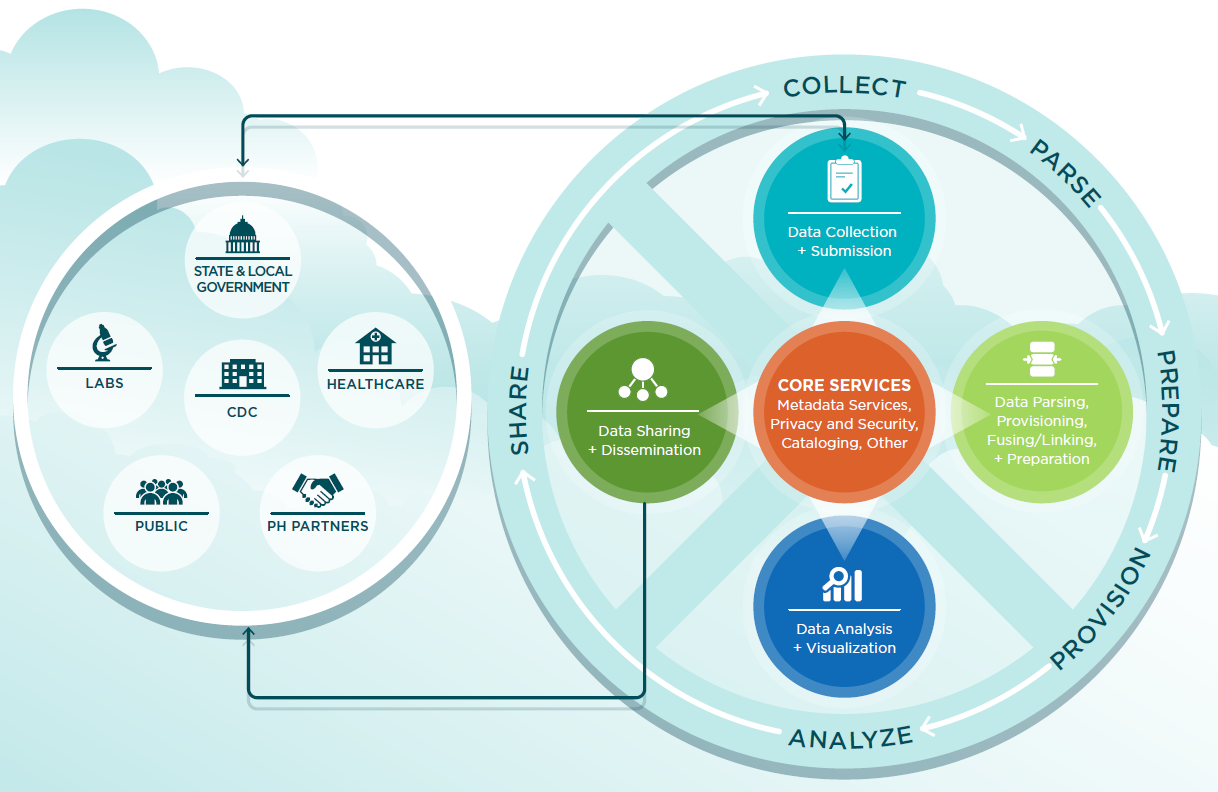 STATE & LOCAL
GOVERNMENT
LABS
CDC
HEALTHCARE
PUBLIC
PH PARTNERS
COLLECT
PARSE
PREPARE
PROVISION
ANALYZE
SHARE
Data Collection
+ Submission
Data Sharing
+ Dissemination
CORE SERVICES
Metadata Services,
Privacy and Security,
Cataloging, Other
Data Parsing,
Provisioning,
Fusing/Linking,
+ Preparation
Data Analysis
+ Visualization